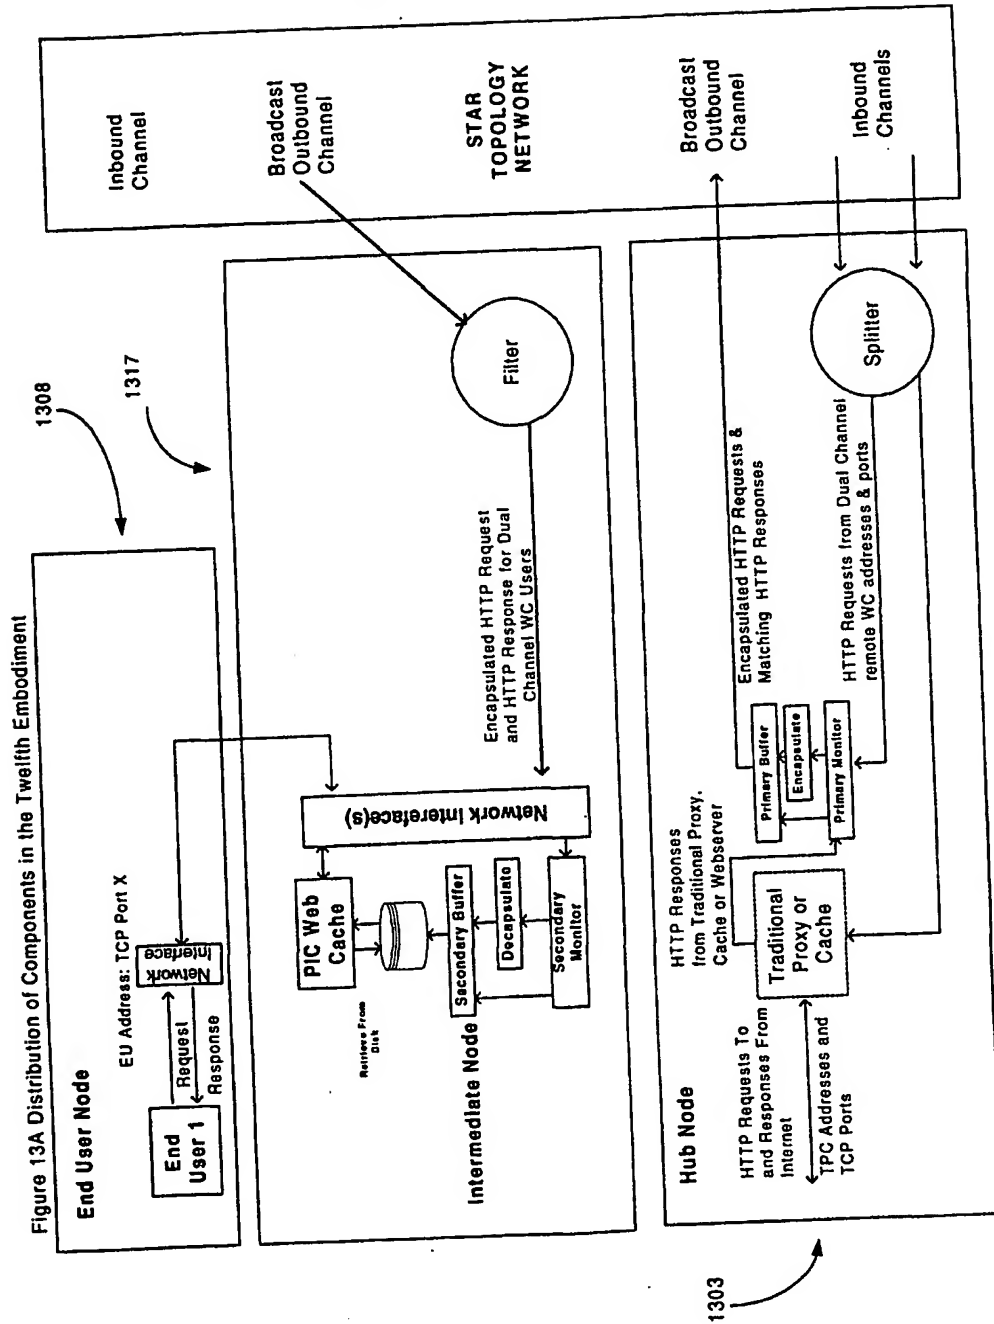 Figure 13A Distribution of Components in the Twelfth Embodiment
1308
1317
1303
End User Node
End
User 1
Request
Response
EU Address: TCP Port X
Network
Interface
Intermediate Node
PIC Web
Cache
Retrieve From
Disk
Secondary Buffer
Decapsulate
Secondary
Monitor
Network Intereface(s)
Encapsulated HTTP Request
and HTTP Response for Dual
Channel WC Users
Filter
Hub Node
HTTP Requests To
and Responses From
Internet
TPC Addresses and
TCP Ports
Traditional
Proxy or
Cache
HTTP Responses
from Traditional Proxy,
Cache or Webserver
Primary Buffer
Encapsulate
Primary Monitor
Encapsulated HTTP Requests &
Matching HTTP Responses
HTTP Requests from Dual Channel
remote WC addresses & ports
Splitter
Inbound
Channel
Broadcast
Outbound
Channel
STAR
TOPOLOGY
NETWORK
Broadcast
Outbound
Channel
Inbound
Channels